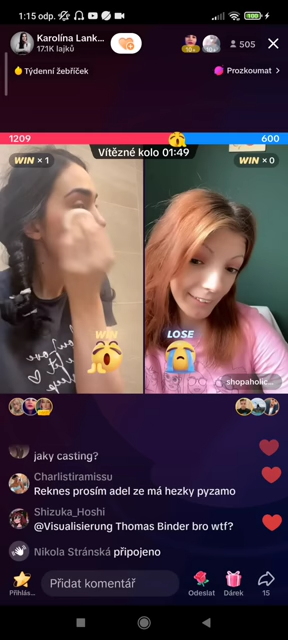 1:15 odp.
100
Karolína Lank...
17.1K lajků
505
Týdenní žebříček
Prozkoumat >
1209
600
WIN × 1
Vítězné kolo 01:49
WIN × 0
WIN
LOSE
shopaholic...
jaky casting?
Charlistiramissu
Reknes prosím adel ze má hezky pyzamo
Shizuka_Hoshi
@Visualisierung Thomas Binder bro wtf?
Nikola Stránská připojeno
Přidat komentář
Přihlás...
Odeslat
Dárek
15